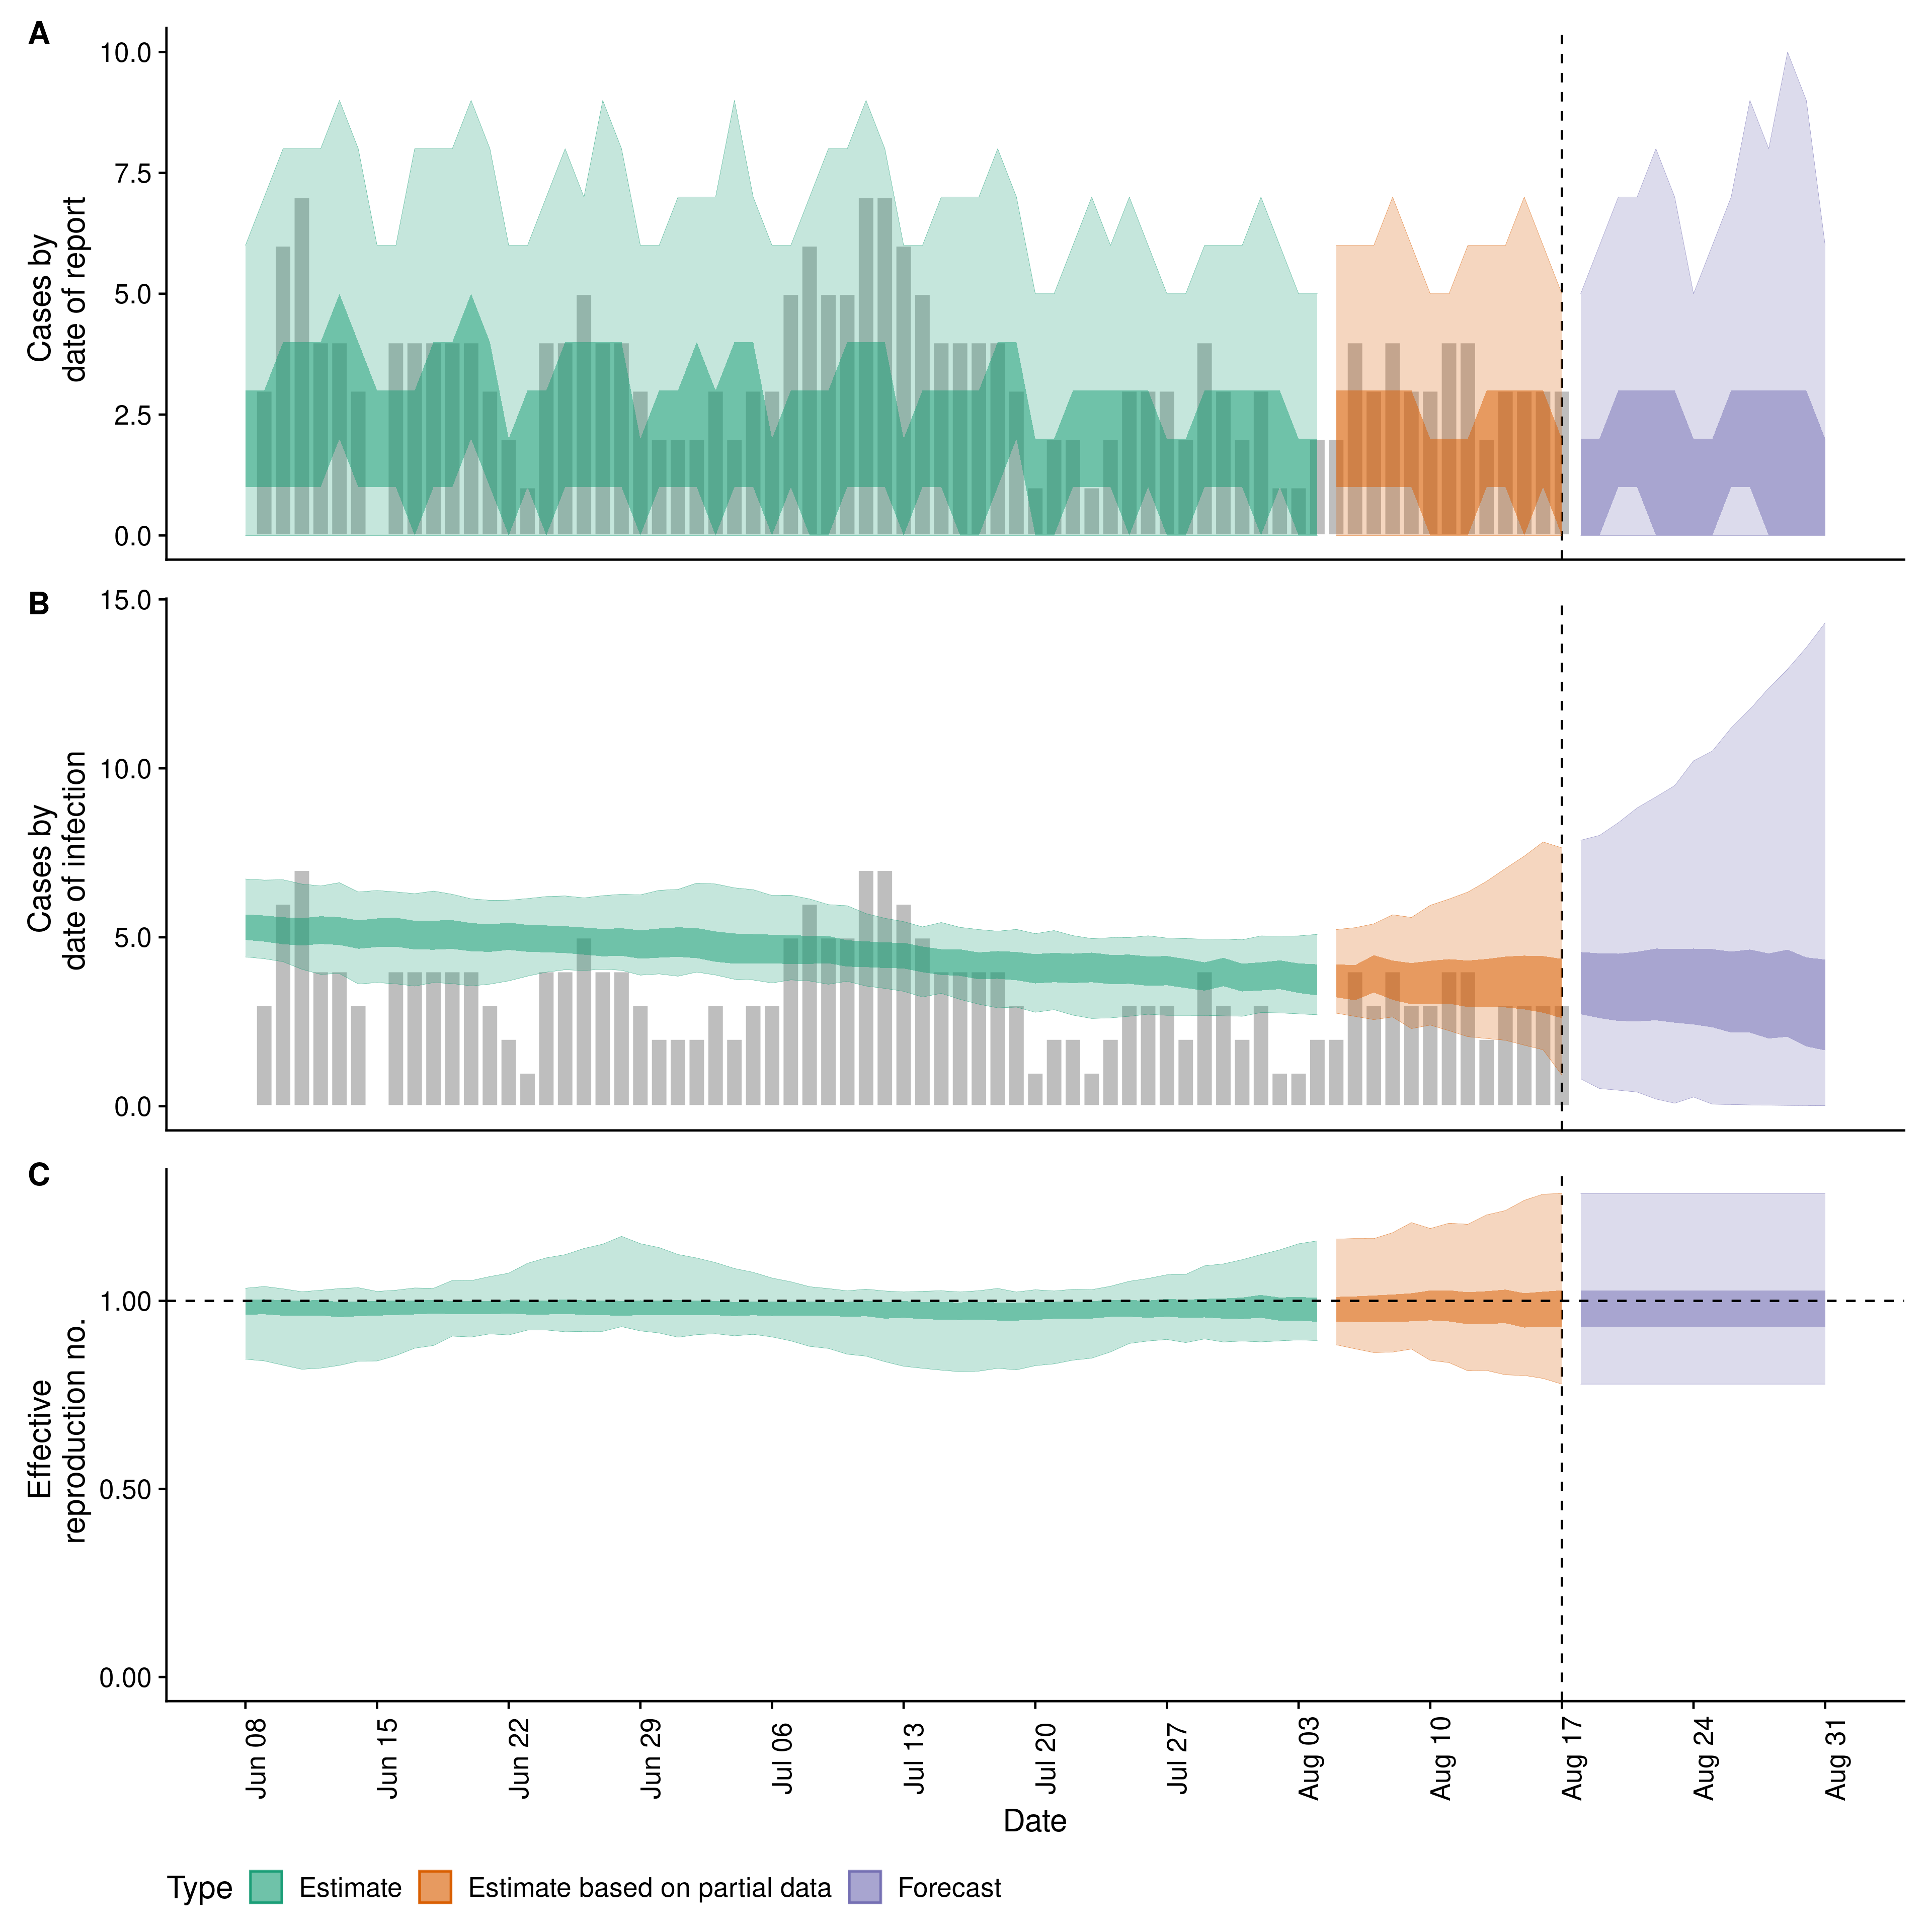 A
10.0
7.5
5.0
2.5
0.0
Cases by
date of report
B
15.0
10.0
5.0
0.0
Cases by
date of infection
C
1.00
0.50
0.00
Effective
reproduction no.
Jun 08
Jun 15
Jun 22
Jun 29
Jul 06
Jul 13
Jul 20
Jul 27
Aug 03
Aug 10
Aug 17
Aug 24
Aug 31
Date
Type Estimate Estimate based on partial data Forecast